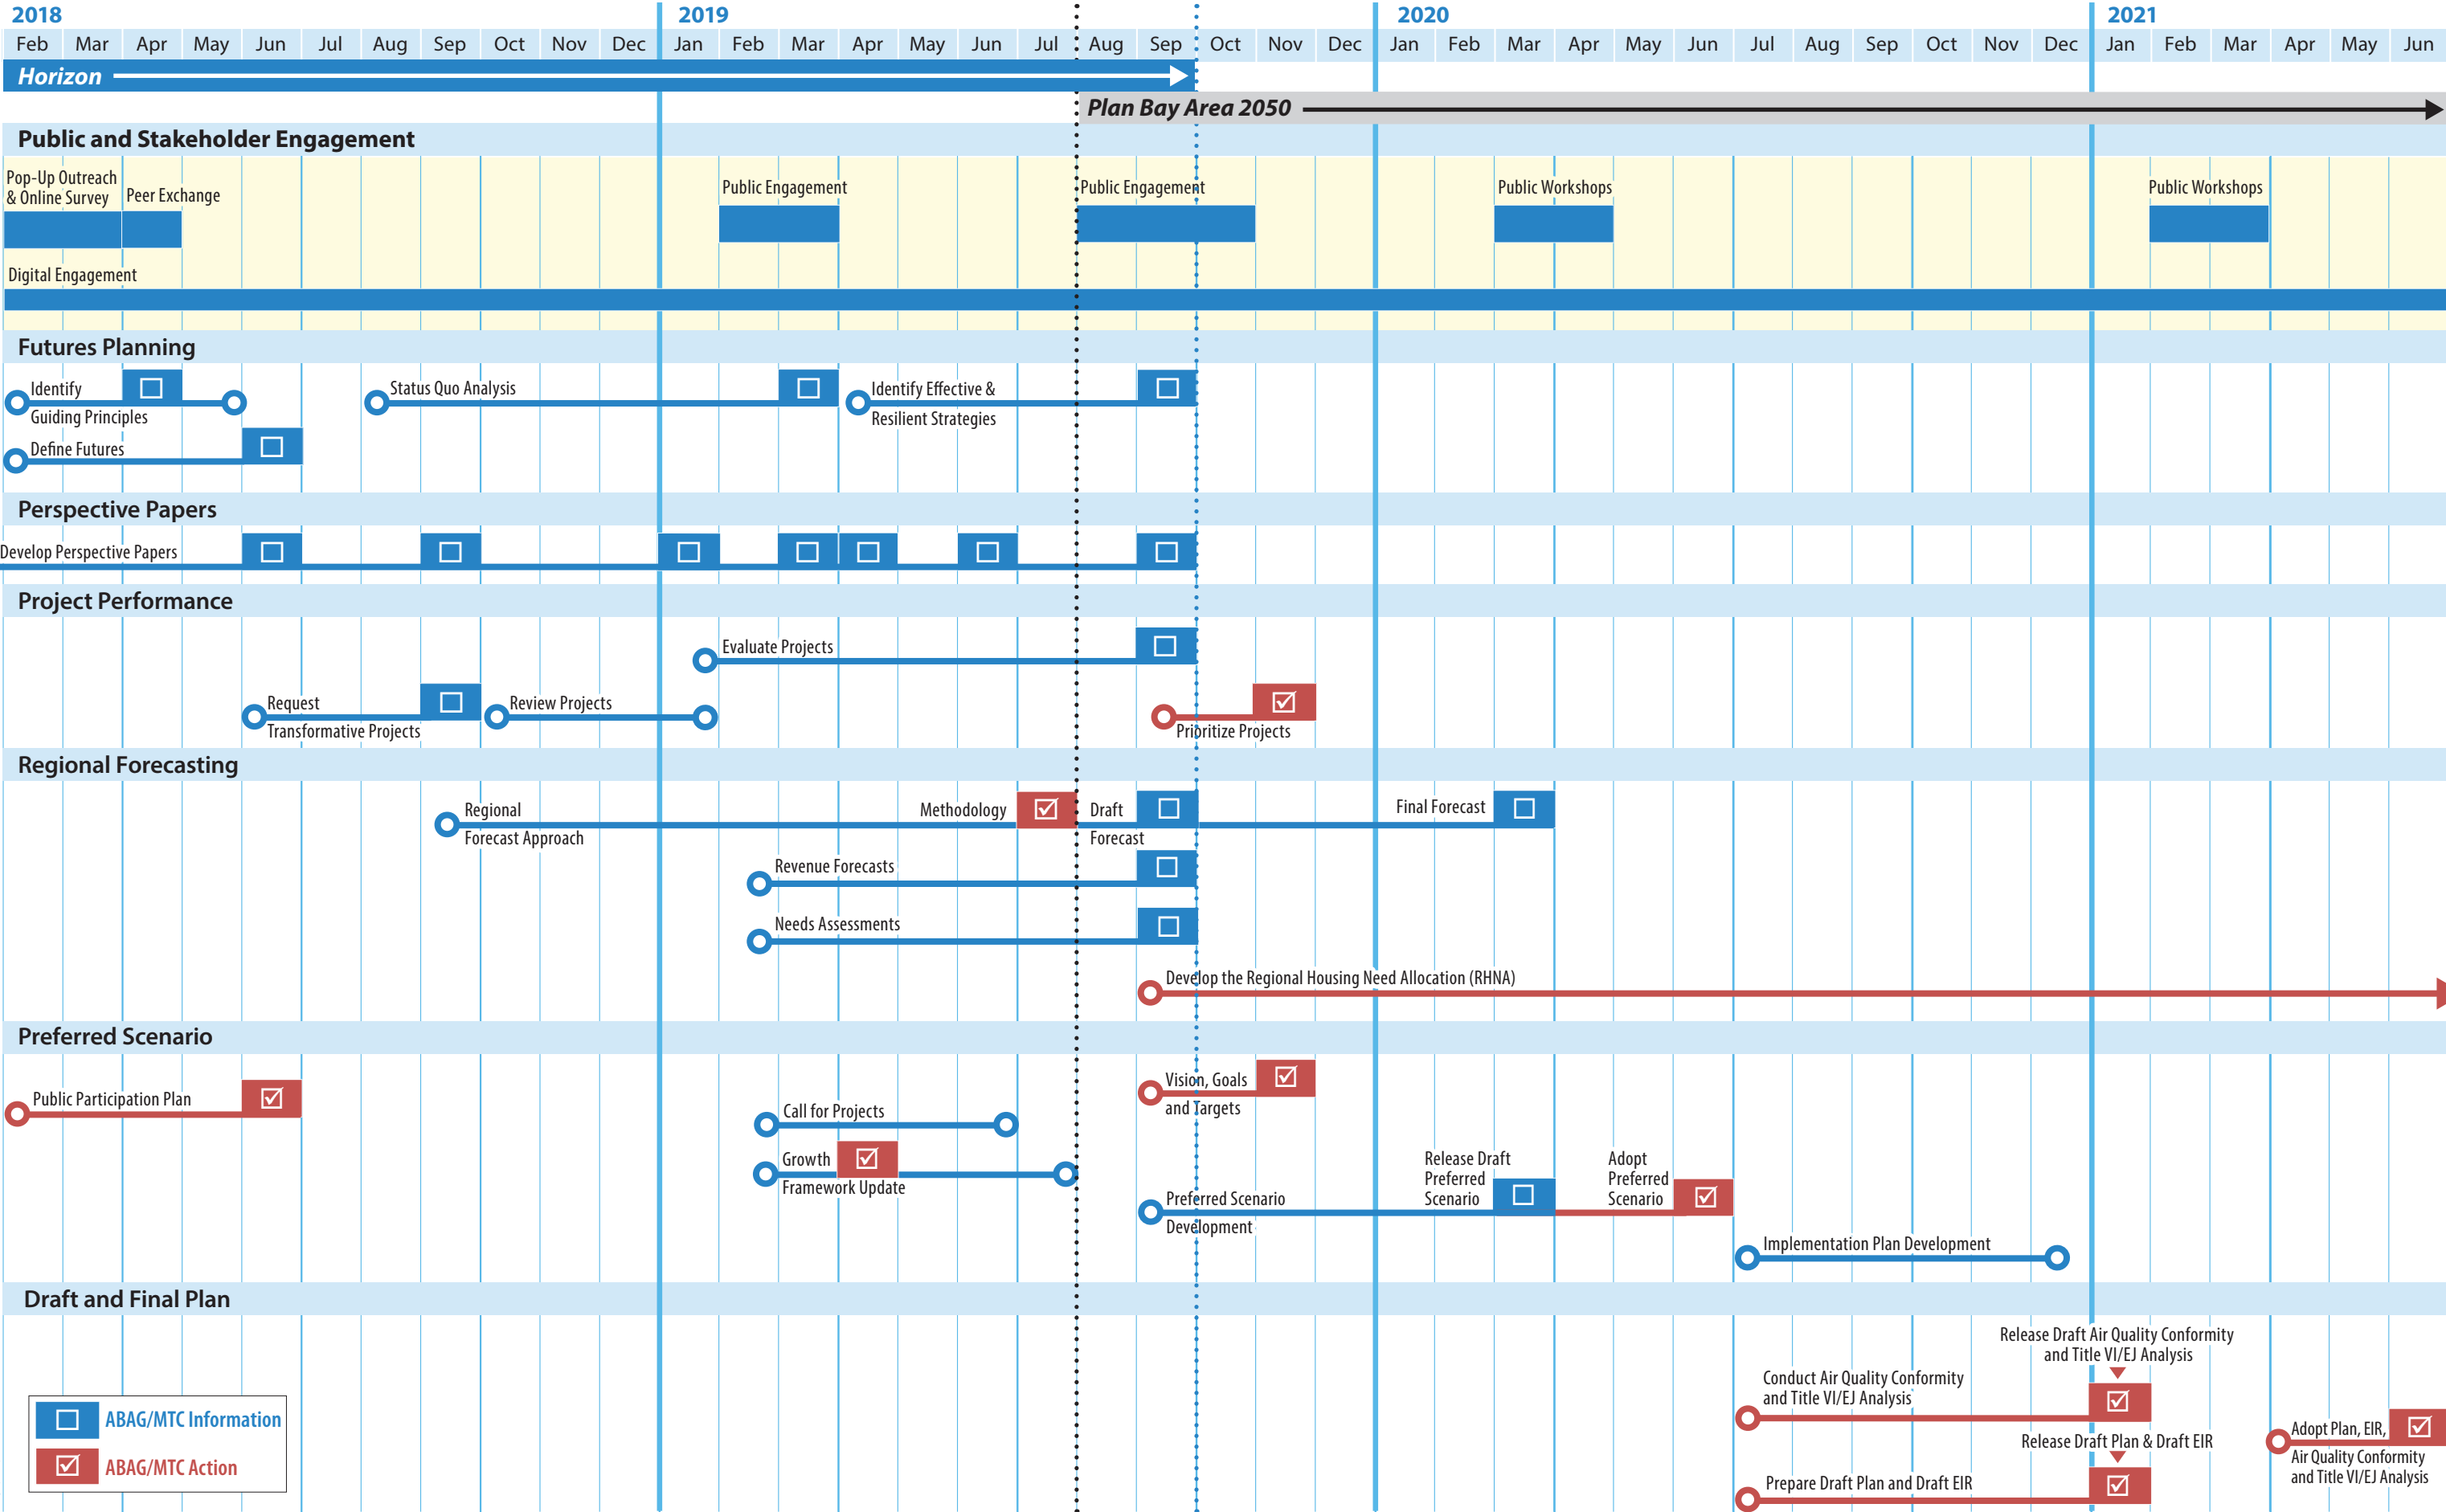 2018 2019 2020 2021
Feb Mar Apr May Jun Jul Aug Sep Oct Nov Dec Jan Feb Mar Apr May Jun Jul Aug Sep Oct Nov Dec Jan Feb Mar Apr May Jun Jul Aug Sep Oct Nov Dec Jan Feb Mar Apr May Jun
Horizon
Plan Bay Area 2050
Public and Stakeholder Engagement
Pop-Up Outreach
& Online Survey
Peer Exchange
Public Engagement
Public Engagement
Public Workshops
Public Workshops
Digital Engagement
Futures Planning
Identify
Guiding Principles
Status Quo Analysis
Identify Effective &
Resilient Strategies
Define Futures
Perspective Papers
Develop Perspective Papers
Project Performance
Evaluate Projects
Request
Transformative Projects
Review Projects
Prioritize Projects
Regional Forecasting
Regional
Forecast Approach
Methodology
Draft
Forecast
Final Forecast
Revenue Forecasts
Needs Assessments
Develop the Regional Housing Need Allocation (RHNA)
Preferred Scenario
Public Participation Plan
Vision, Goals
and Targets
Call for Projects
Growth
Framework Update
Preferred Scenario
Development
Release Draft
Preferred
Scenario
Adopt
Preferred
Scenario
Implementation Plan Development
Draft and Final Plan
Release Draft Air Quality Conformity
and Title VI/EJ Analysis
Conduct Air Quality Conformity
and Title VI/EJ Analysis
Release Draft Plan & Draft EIR
Prepare Draft Plan and Draft EIR
Adopt Plan, EIR,
Air Quality Conformity
and Title VI/EJ Analysis
ABAG/MTC Information
ABAG/MTC Action